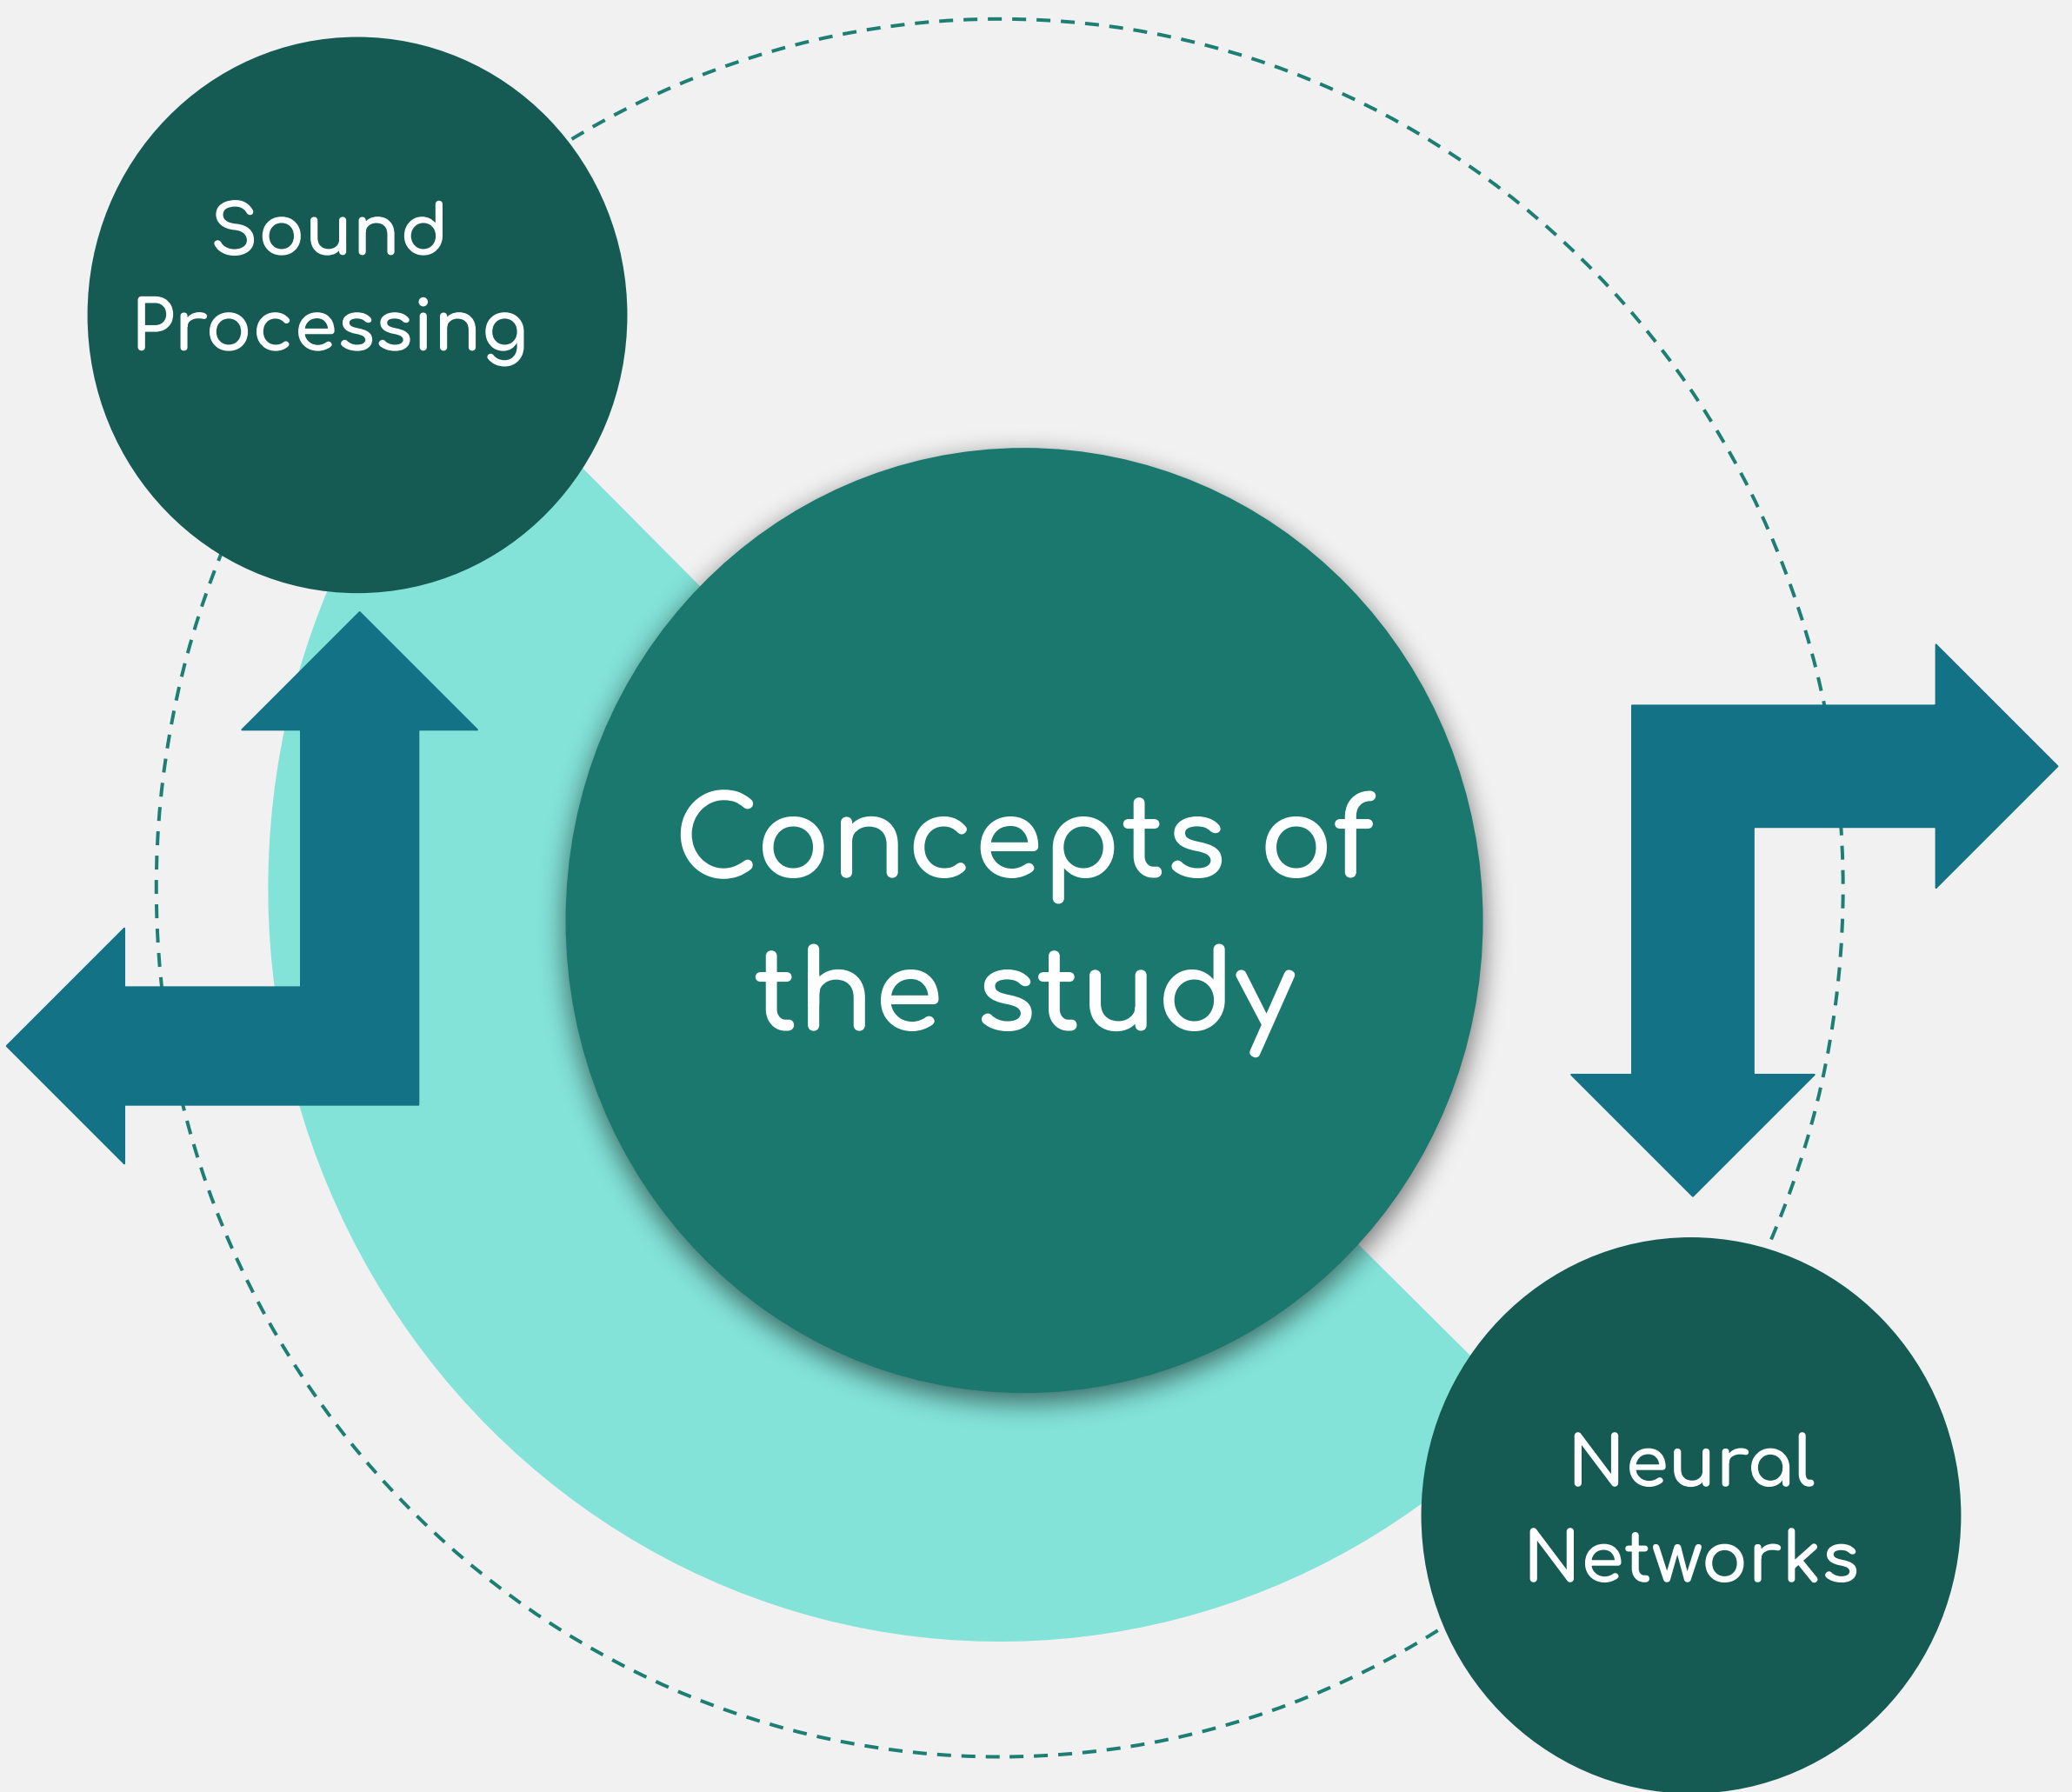 Sound
Processing
Concepts of
the study
Neural
Networks